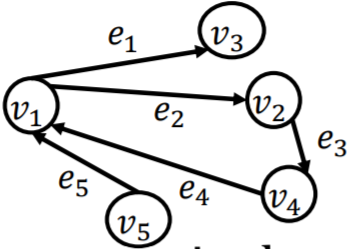 e₁
v₃
v₁
e₂
v₂
e₃
e₅
e₄
v₄
v₅